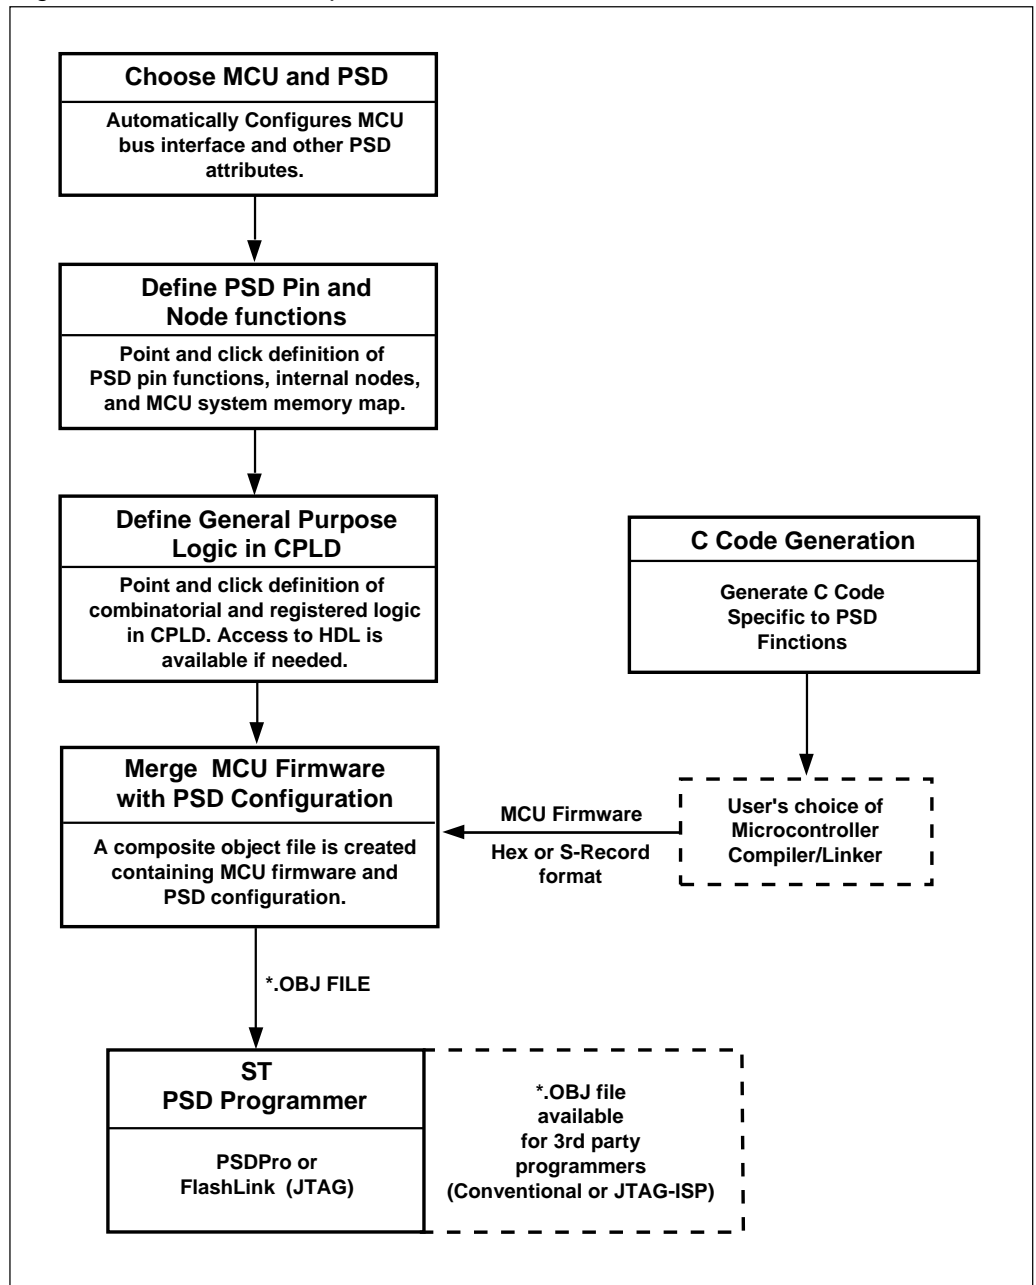 Choose MCU and PSD
Automatically Configures MCU
bus interface and other PSD
attributes.
Define PSD Pin and
Node functions
Point and click definition of
PSD pin functions, internal nodes,
and MCU system memory map.
Define General Purpose
Logic in CPLD
Point and click definition of
combinatorial and registered logic
in CPLD. Access to HDL is
available if needed.
C Code Generation
Generate C Code
Specific to PSD
Finctions
Merge MCU Firmware
with PSD Configuration
A composite object file is created
containing MCU firmware and
PSD configuration.
MCU Firmware
Hex or S-Record
format
User's choice of
Microcontroller
Compiler/Linker
*.OBJ FILE
ST
PSD Programmer
PSDPro or
FlashLink (JTAG)
*.OBJ file
available
for 3rd party
programmers
(Conventional or JTAG-ISP)